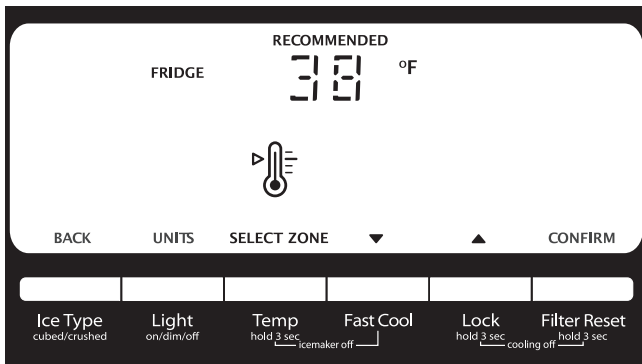 RECOMMENDED
FRIDGE 38 °F
BACK UNITS SELECT ZONE ▼ ▲ CONFIRM
Ice Type Light Temp Fast Cool Lock Filter Reset
cubed/crushed on/dim/off hold 3 sec icemaker off hold 3 sec cooling off hold 3 sec